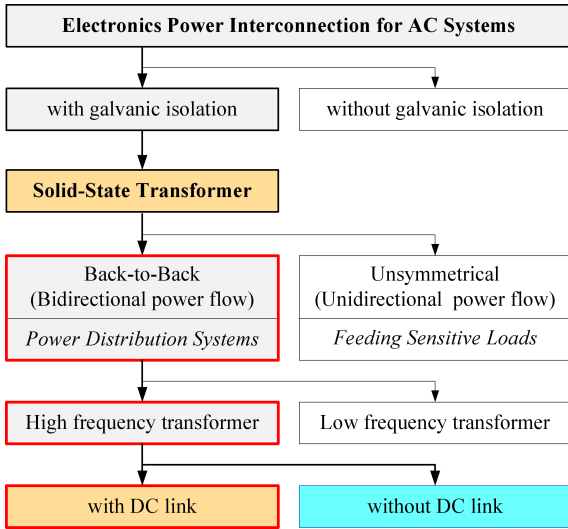 Electronics Power Interconnection for AC Systems
with galvanic isolation
without galvanic isolation
Solid-State Transformer
Back-to-Back
(Bidirectional power flow)
Power Distribution Systems
Unsymmetrical
(Unidirectional power flow)
Feeding Sensitive Loads
High frequency transformer
Low frequency transformer
with DC link
without DC link